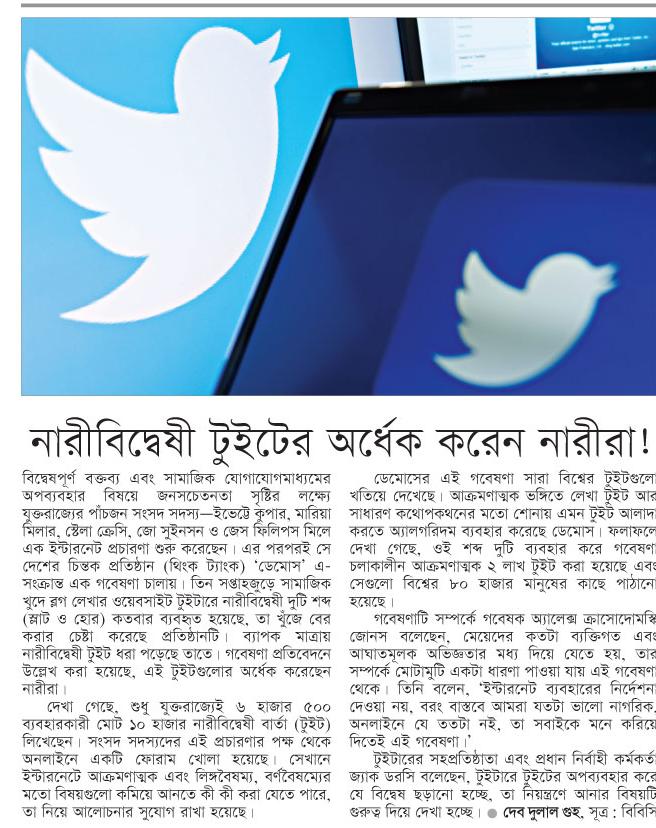 নারীবিদ্বেষী টুইটের অর্ধেক করেন নারীরা!
বিদ্বেষপূর্ণ বক্তব্য এবং সামাজিক যোগাযোগমাধ্যমের
অপব্যবহার বিষয়ে জনসচেতনতা সৃষ্টির লক্ষ্যে
যুক্তরাজ্যের পাঁচজন সংসদ সদস্য—ইভেট্টে কুপার, মারিয়া
মিলার, স্টেলা ক্রেসি, জো সুইনসন ও জেস ফিলিপস মিলে
এক ইন্টারনেট প্রচারণা শুরু করেছেন। এর পরপরই সে
দেশের চিন্তক প্রতিষ্ঠান (থিংক ট্যাংক) ‘ডেমোস’ এ-
সংক্রান্ত এক গবেষণা চালায়। তিন সপ্তাহজুড়ে সামাজিক
খুদে ব্লগ লেখার ওয়েবসাইট টুইটারে নারীবিদ্বেষী দুটি শব্দ
(স্লাট ও হোর) কতবার ব্যবহৃত হয়েছে, তা খুঁজে বের
করার চেষ্টা করেছে প্রতিষ্ঠানটি। ব্যাপক মাত্রায়
নারীবিদ্বেষী টুইট ধরা পড়েছে তাতে। গবেষণা প্রতিবেদনে
উল্লেখ করা হয়েছে, এই টুইটগুলোর অর্ধেক করেছেন
নারীরা।
দেখা গেছে, শুধু যুক্তরাজ্যেই ৬ হাজার ৫০০
ব্যবহারকারী মোট ১০ হাজার নারীবিদ্বেষী বার্তা (টুইট)
লিখেছেন। সংসদ সদস্যদের এই প্রচারণার পক্ষ থেকে
অনলাইনে একটি ফোরাম খোলা হয়েছে। সেখানে
ইন্টারনেটে আক্রমণাত্মক এবং লিঙ্গবৈষম্য, বর্ণবৈষম্যের
মতো বিষয়গুলো কমিয়ে আনতে কী কী করা যেতে পারে,
তা নিয়ে আলোচনার সুযোগ রাখা হয়েছে।
ডেমোসের এই গবেষণা সারা বিশ্বের টুইটগুলো
খতিয়ে দেখেছে। আক্রমণাত্মক ভঙ্গিতে লেখা টুইট আর
সাধারণ কথোপকথনের মতো শোনায় এমন টুইট আলাদা
করতে অ্যালগরিদম ব্যবহার করেছে ডেমোস। ফলাফলে
দেখা গেছে, ওই শব্দ দুটি ব্যবহার করে গবেষণা
চলাকালীন আক্রমণাত্মক ২ লাখ টুইট করা হয়েছে এবং
সেগুলো বিশ্বের ৮০ হাজার মানুষের কাছে পাঠানো
হয়েছে।
গবেষণাটি সম্পর্কে গবেষক অ্যালেক্স ক্রাসোদোমস্কি
জোনস বলেছেন, মেয়েদের কতটা ব্যক্তিগত এবং
আঘাতমূলক অভিজ্ঞতার মধ্য দিয়ে যেতে হয়, তার
সম্পর্কে মোটামুটি একটা ধারণা পাওয়া যায় এই গবেষণা
থেকে। তিনি বলেন, ‘ইন্টারনেট ব্যবহারের নির্দেশনা
দেওয়া নয়, বরং বাস্তবে আমরা যতটা ভালো নাগরিক,
অনলাইনে যে ততটা নই, তা সবাইকে মনে করিয়ে
দিতেই এই গবেষণা।’
টুইটারের সহপ্রতিষ্ঠাতা এবং প্রধান নির্বাহী কর্মকর্তা
জ্যাক ডরসি বলেছেন, টুইটারে টুইটের অপব্যবহার করে
যে বিদ্বেষ ছড়ানো হচ্ছে, তা নিয়ন্ত্রণে আনার বিষয়টি
গুরুত্ব দিয়ে দেখা হচ্ছে। ● দেব দুলাল গুহ, সূত্র : বিবিসি